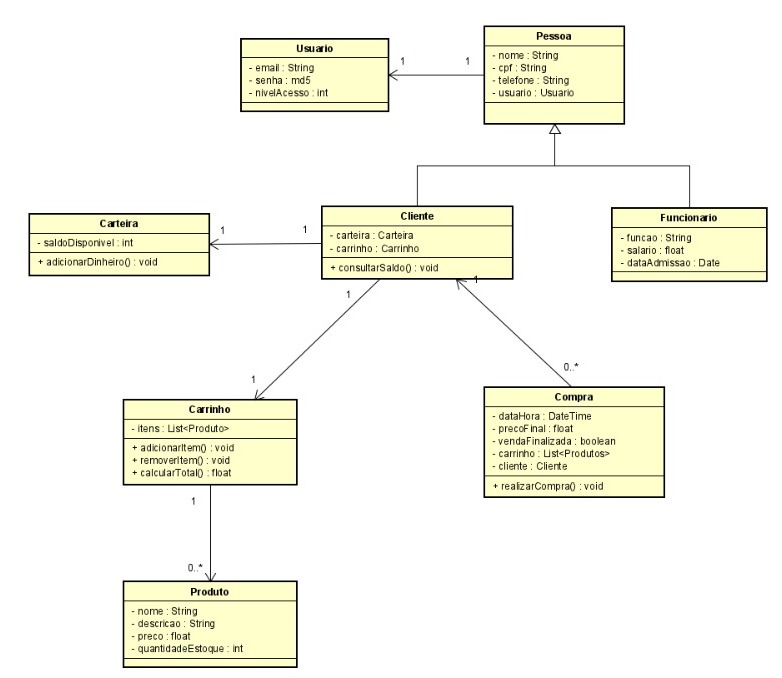 Usuario
- email : String
- senha : md5
- nivelAcesso : int
1
1
Pessoa
- nome : String
- cpf : String
- telefone : String
- usuario : Usuario
Carteira
- saldoDisponivel : int
+ adicionarDinheiro() : void
1
1
Cliente
- carteira : Carteira
- carrinho : Carrinho
+ consultarSaldo() : void
Funcionario
- funcao : String
- salario : float
- dataAdmissao : Date
1
1
1
0..*
Carrinho
- itens : List<Produto>
+ adicionarItem() : void
+ removerItem() : void
+ calcularTotal() : float
Compra
- dataHora : DateTime
- precoFinal : float
- vendaFinalizada : boolean
- carrinho : List<Produtos>
- cliente : Cliente
+ realizarCompra() : void
1
0..*
Produto
- nome : String
- descricao : String
- preco : float
- quantidadeEstoque : int